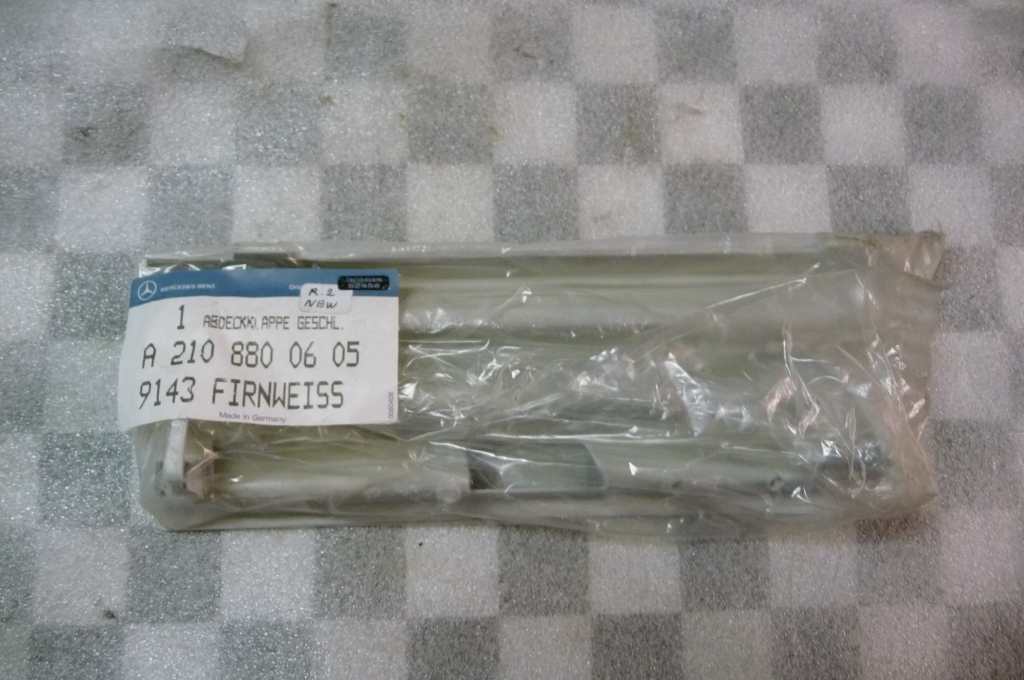 MERCEDES-BENZ
R.2
NEW
1 ABDECKKLAPPE GESCHL.
A 210 880 06 05
9143 FIRNWEISS
Made in Germany